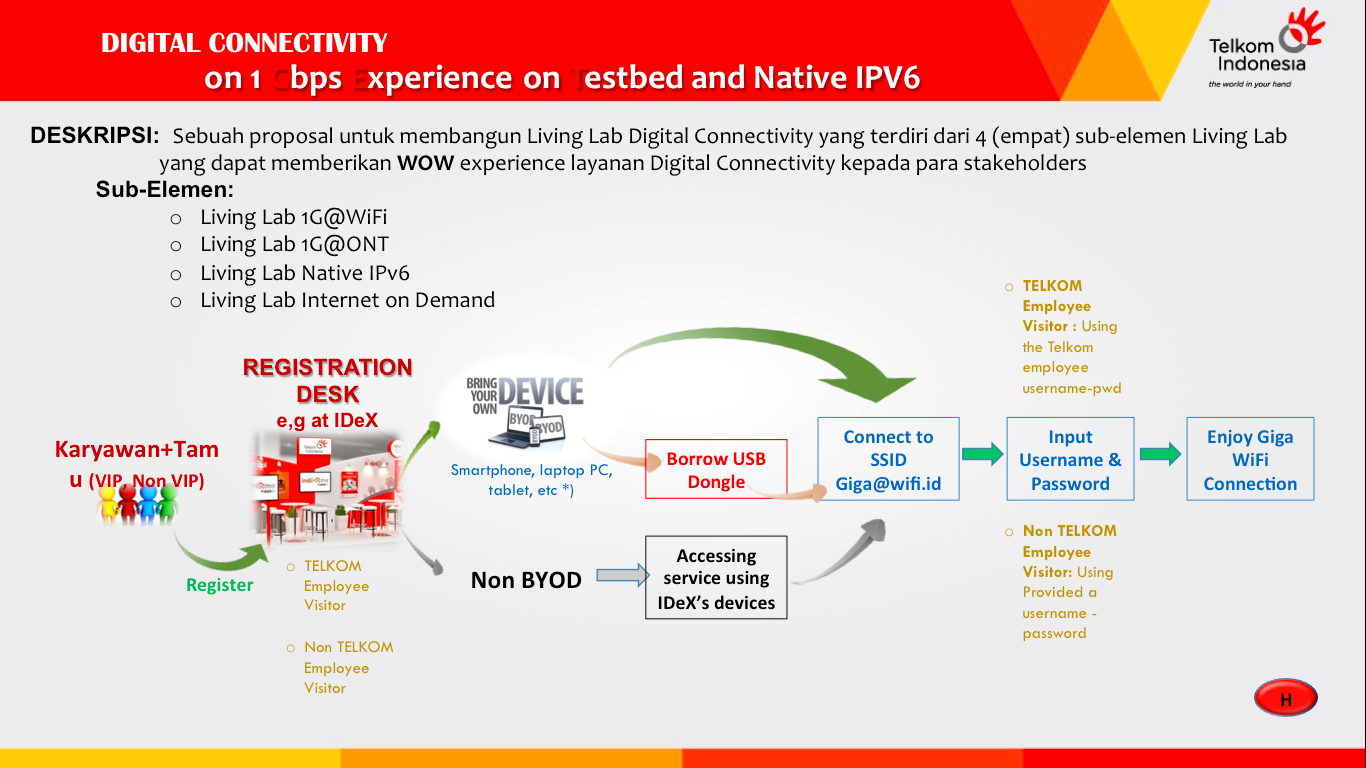 DIGITAL CONNECTIVITY
on 1 Gbps Experience on Testbed and Native IPV6
Telkom
Indonesia
the world in your hand
DESKRIPSI: Sebuah proposal untuk membangun Living Lab Digital Connectivity yang terdiri dari 4 (empat) sub-elemen Living Lab
yang dapat memberikan WOW experience layanan Digital Connectivity kepada para stakeholders
Sub-Elemen:
o Living Lab 1G@WiFi
o Living Lab 1G@ONT
o Living Lab Native IPv6
o Living Lab Internet on Demand
Karyawan+Tam
u (VIP, Non VIP)
Register
REGISTRATION
DESK
e,g at IDeX
o TELKOM
Employee
Visitor
o Non TELKOM
Employee
Visitor
BRING
YOUR
OWN
DEVICE
BYOD
BYOD
Smartphone, laptop PC,
tablet, etc *)
Non BYOD
Borrow USB
Dongle
Accessing
service using
IDeX’s devices
Connect to
SSID
Giga@wifi.id
o TELKOM
Employee
Visitor : Using
the Telkom
employee
username-pwd
Input
Username &
Password
o Non TELKOM
Employee
Visitor: Using
Provided a
username -
password
Enjoy Giga
WiFi
Connection
H